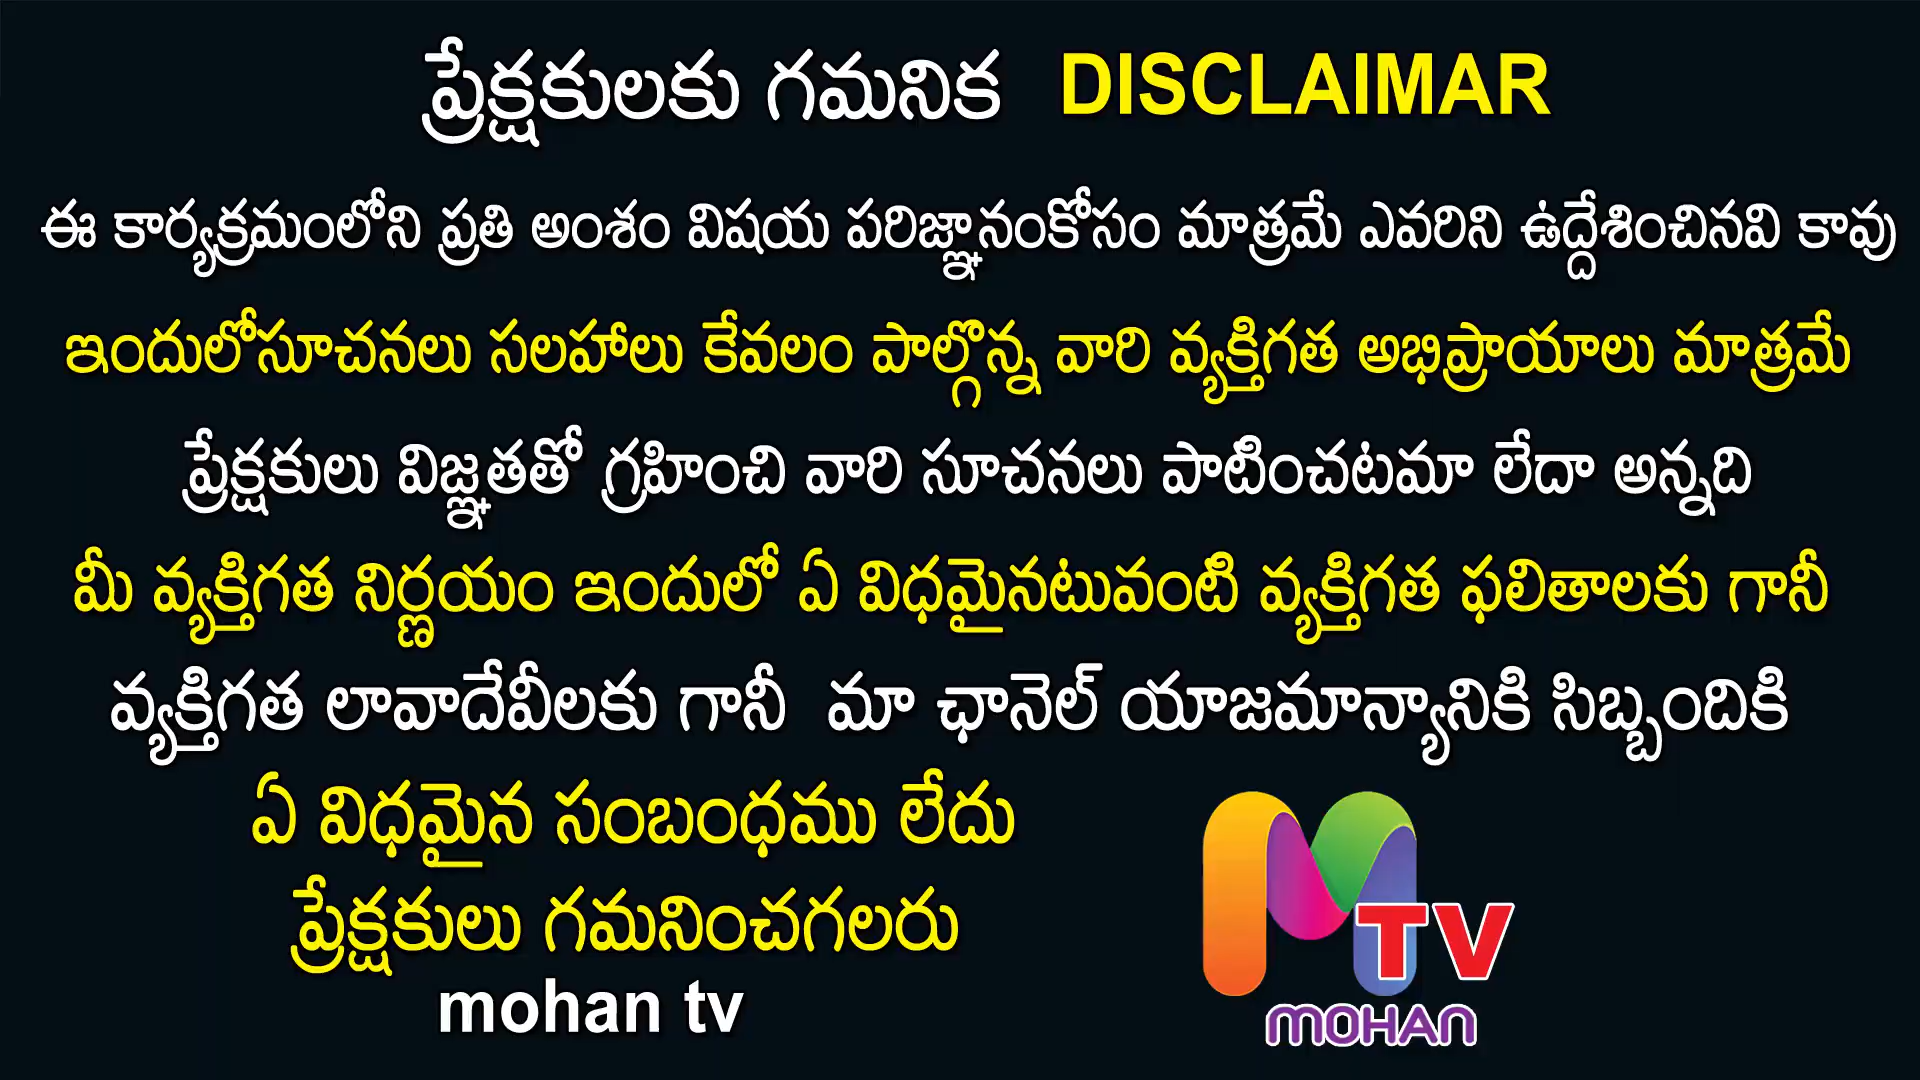 ప్రేక్షకులకు గమనిక DISCLAIMAR
ఈ కార్యక్రమంలోని ప్రతి అంశం విషయ పరిజ్ఞానంకోసం మాత్రమే ఎవరిని ఉద్దేశించినవి కావు
ఇందులోసూచనలు సలహాలు కేవలం పాల్గొన్న వారి వ్యక్తిగత అభిప్రాయాలు మాత్రమే
ప్రేక్షకులు విజ్ఞతతో గ్రహించి వారి సూచనలు పాటించటమా లేదా అన్నది
మీ వ్యక్తిగత నిర్ణయం ఇందులో ఏ విధమైనటువంటి వ్యక్తిగత ఫలితాలకు గానీ
వ్యక్తిగత లావాదేవీలకు గానీ మా ఛానెల్ యాజమాన్యానికి సిబ్బందికి
ఏ విధమైన సంబంధము లేదు
ప్రేక్షకులు గమనించగలరు
mohan tv
MTV
MOHAN